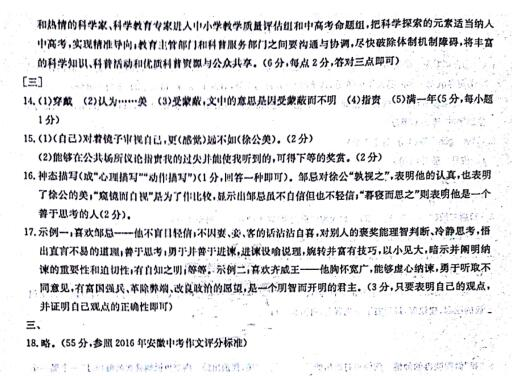 和热情的科学家、科学教育专家进入中小学教学质量评估组和中高考命题组,把科学探索的元素适当纳入
中高考,实现精准导向;教育主管部门和科普服务部门之间要沟通与协调,尽快破除体制机制障碍,将丰富
的科学知识、科普活动和优质科普资源与公众共享。(6分,每点2分,答对三点即可)
[三]
14.(1)穿戴 (2)认为……美 (3)受蒙蔽,文中的意思是因受蒙蔽而不明 (4)指责 (5)满一年(5分,每小题
1分)
15.(1)(自己)对着镜子审视自己,更(感觉)远不如(徐公美)。(2分)
(2)能够在公共场所议论指责我的过失并能使我听到的,可得下等的奖赏。(2分)
16.神态描写(或"心理描写""动作描写")(1分,回答一种即可)。邹忌对徐公"孰视之",表明他的认真,也表明
了徐公的美;"窥镜而自视"是为了作比较,显示出邹忌虽不自信但也不轻信;"暮寝而思之"则表明他是一个
善于思考的人(2分)。
17.示例一:喜欢邹忌——他不盲目轻信;不因妻、妾、客的话沾沾自喜,对别人的褒奖能理智判断、冷静思考,悟
出直言不易的道理;善于思考;勇于并善于进谏,进谏设喻说理,婉转并富有技巧,以小见大,暗示并阐明纳
谏的重要性和迫切性;有自知之明;等等。示例二:喜欢齐威王——他胸怀宽广,能够虚心纳谏,勇于听取不
同意见,有富国强兵、革除弊端、改良政治的愿望,是一个明智而开明的君主。(3分,只要表明自己的观点,
并证明自己观点的正确性即可)
三、
18.略。(55分,参照2016年安徽中考作文评分标准)